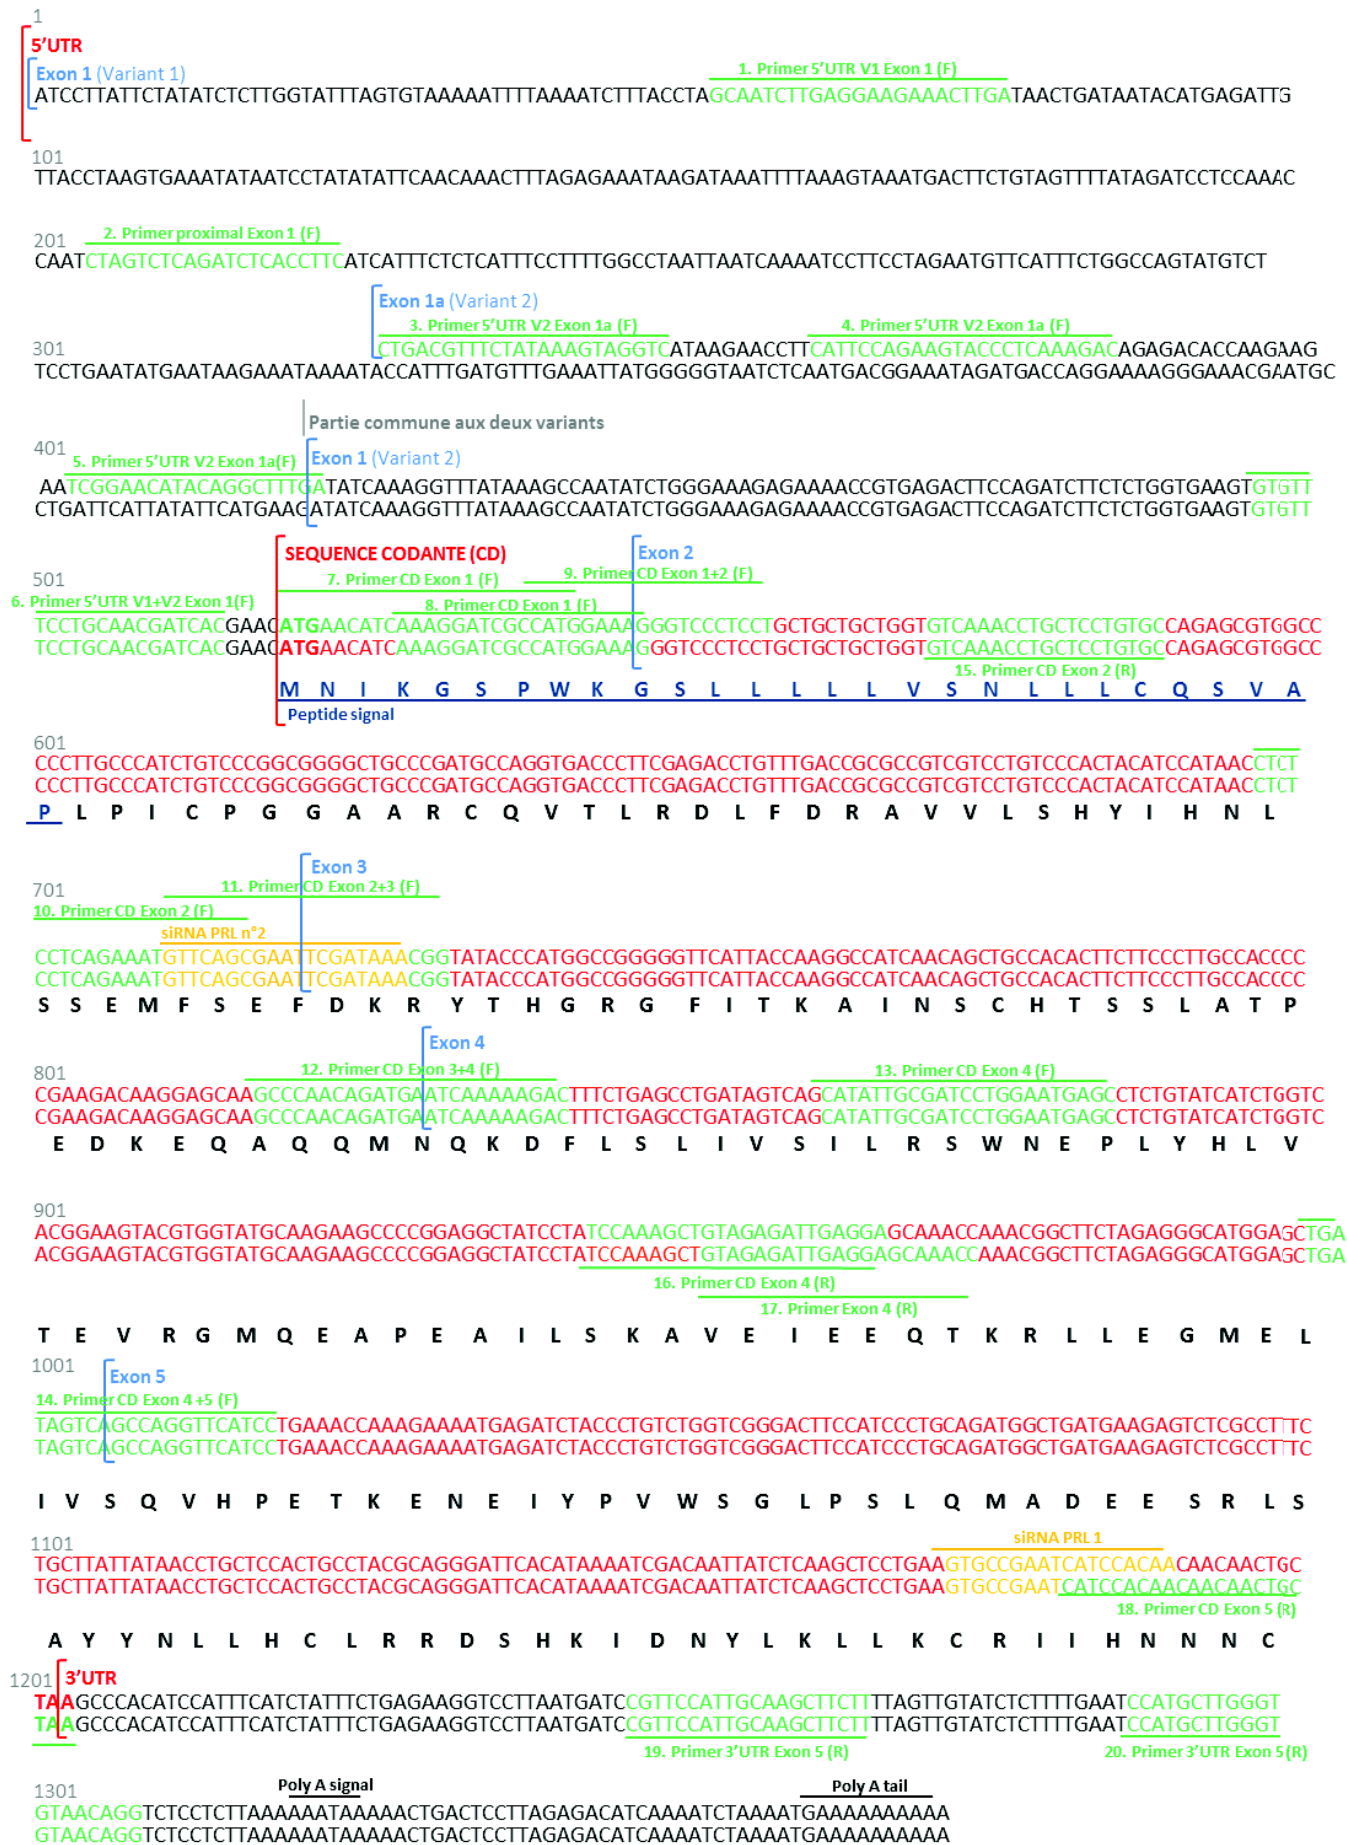 1
5'UTR
Exon 1 (Variant 1)
1. Primer 5'UTR V1 Exon 1 (F)
ATCCTTATTCTATATCTCTTGGTATTTAGTGTAAAAATTTTAAAATCTTTACCTAGCAATCTTGAGGAAGAAACTTGATAACTGATAATACATGAGATTG
101
TTACCTAAGTGAAATATAATCCTATATATTCAACAAACTTTAGAGAAATAAGATAAATTTTAAAGTAAATGACTTCTGTAGTTTTATAGATCCTCCAAAC
201
2. Primer proximal Exon 1 (F)
CAATCTAGTCTCAGATCTCACCTTCATCATTTCTCTCATTTCCTTTTGGCCTAATTAATCAAAATCCTTCCTAGAATGTTCATTTCTGGCCAGTATGTCT
Exon 1a (Variant 2)
3. Primer 5'UTR V2 Exon 1a (F) 4. Primer 5'UTR V2 Exon 1a (F)
301
CTGACGTTTCTATAAAGTAGGTCATAAGAACCTTCATTCCAGAAGTACCCTCAAAGACAGAGACACCAAGAAG
TCCTGAATATGAATAAGAAATAAAATACCATTTGATGTTTGAAATTATGGGGGTAATCTCAATGACGGAAATAGATGACCAGGAAAAGGGAAACGAATGC
Partie commune aux deux variants
401
5. Primer 5'UTR V2 Exon 1a(F)
Exon 1 (Variant 2)
AATCGGAACATACAGGCTTTGATATCAAAGGTTTATAAAGCCAATATCTGGGAAAGAGAAAACCGTGAGACTTCCAGATCTTCTCTGGTGAAGTGTGTT
CTGATTCATTATATTCATGAAGATATCAAAGGTTTATAAAGCCAATATCTGGGAAAGAGAAAACCGTGAGACTTCCAGATCTTCTCTGGTGAAGTGTGTT
SEQUENCE CODANTE (CD)
Exon 2
501
7. Primer CD Exon 1 (F)
9. Primer CD Exon 1+2 (F)
6. Primer 5'UTR V1+V2 Exon 1(F)
8. Primer CD Exon 1 (F)
TCCTGCAACGATCACGAACATGAACATCAAAGGATCGCCATGGAAAGGGTCCCTCCTGCTGCTGCTGGTGTCAAACCTGCTCCTGTGCCAGAGCGTGGCC
TCCTGCAACGATCACGAACATGAACATCAAAGGATCGCCATGGAAAGGGTCCCTCCTGCTGCTGCTGGTGTCAAACCTGCTCCTGTGCCAGAGCGTGGCC
15. Primer CD Exon 2 (R)
M N I K G S P W K G S L L L L L V S N L L L C Q S V A
Peptide signal
601
CCCTTGCCCATCTGTCCCGGCGGGGCTGCCCGATGCCAGGTGACCCTTCGAGACCTGTTTGACCGCGCCGTCGTCCTGTCCCACTACATCCATAACCTCT
CCCTTGCCCATCTGTCCCGGCGGGGCTGCCCGATGCCAGGTGACCCTTCGAGACCTGTTTGACCGCGCCGTCGTCCTGTCCCACTACATCCATAACCTCT
P L P I C P G G A A R C Q V T L R D L F D R A V V L S H Y I H N L
Exon 3
701
11. Primer CD Exon 2+3 (F)
10. Primer CD Exon 2 (F)
siRNA PRL n°2
CCTCAGAAATGTTCAGCGAATTCGATAAACGGTATACCCATGGCCGGGGGTTCATTACCAAGGCCATCAACAGCTGCCACACTTCTTCCCTTGCCACCCC
CCTCAGAAATGTTCAGCGAATTCGATAAACGGTATACCCATGGCCGGGGGTTCATTACCAAGGCCATCAACAGCTGCCACACTTCTTCCCTTGCCACCCC
S S E M F S E F D K R Y T H G R G F I T K A I N S C H T S S L A T P
Exon 4
801
12. Primer CD Exon 3+4 (F)
13. Primer CD Exon 4 (F)
CGAAGACAAGGAGCAAGCCCAACAGATGAATCAAAAAGACTTTCTGAGCCTGATAGTCAGCATATTGCGATCCTGGAATGAGCCTCTGTATCATCTGGTC
CGAAGACAAGGAGCAAGCCCAACAGATGAATCAAAAAGACTTTCTGAGCCTGATAGTCAGCATATTGCGATCCTGGAATGAGCCTCTGTATCATCTGGTC
E D K E Q A Q Q M N Q K D F L S L I V S I L R S W N E P L Y H L V
901
ACGGAAGTACGTGGTATGCAAGAAGCCCCGGAGGCTATCCTATCCAAAGCTGTAGAGATTGAGGAGCAAACCAAACGGCTTCTAGAGGGCATGGAGCTGA
ACGGAAGTACGTGGTATGCAAGAAGCCCCGGAGGCTATCCTATCCAAAGCTGTAGAGATTGAGGAGCAAACCAAACGGCTTCTAGAGGGCATGGAGCTGA
16. Primer CD Exon 4 (R)
17. Primer Exon 4 (R)
T E V R G M Q E A P E A I L S K A V E I E E Q T K R L L E G M E L
1001
Exon 5
14. Primer CD Exon 4 +5 (F)
TAGTCAGCCAGGTTCATCCTGAAACCAAAGAAAATGAGATCTACCCTGTCTGGTCGGGACTTCCATCCCTGCAGATGGCTGATGAAGAGTCTCGCCTTTC
TAGTCAGCCAGGTTCATCCTGAAACCAAAGAAAATGAGATCTACCCTGTCTGGTCGGGACTTCCATCCCTGCAGATGGCTGATGAAGAGTCTCGCCTTTC
I V S Q V H P E T K E N E I Y P V W S G L P S L Q M A D E E S R L S
1101
siRNA PRL 1
TGCTTATTATAACCTGCTCCACTGCCTACGCAGGGATTCACATAAAATCGACAATTATCTCAAGCTCCTGAAGTGCCGAATCATCCACAACAACAACTGC
TGCTTATTATAACCTGCTCCACTGCCTACGCAGGGATTCACATAAAATCGACAATTATCTCAAGCTCCTGAAGTGCCGAATCATCCACAACAACAACTGC
18. Primer CD Exon 5 (R)
A Y Y N L L H C L R R D S H K I D N Y L K L L K C R I I H N N N C
1201
3'UTR
TAAGCCCACATCCATTTCATCTATTTCTGAGAAGGTCCTTAATGATCCGTTCCATTGCAAGCTTCTTTTAGTTGTATCTCTTTTGAATCCATGCTTGGGT
TAAGCCCACATCCATTTCATCTATTTCTGAGAAGGTCCTTAATGATCCGTTCCATTGCAAGCTTCTTTTAGTTGTATCTCTTTTGAATCCATGCTTGGGT
19. Primer 3'UTR Exon 5 (R) 20. Primer 3'UTR Exon 5 (R)
1301
Poly A signal Poly A tail
GTAACAGGTCTCCTCTTAAAAAATAAAAACTGACTCCTTAGAGACATCAAAATCTAAAATGAAAAAAAAAA
GTAACAGGTCTCCTCTTAAAAAATAAAAACTGACTCCTTAGAGACATCAAAATCTAAAATGAAAAAAAAAA